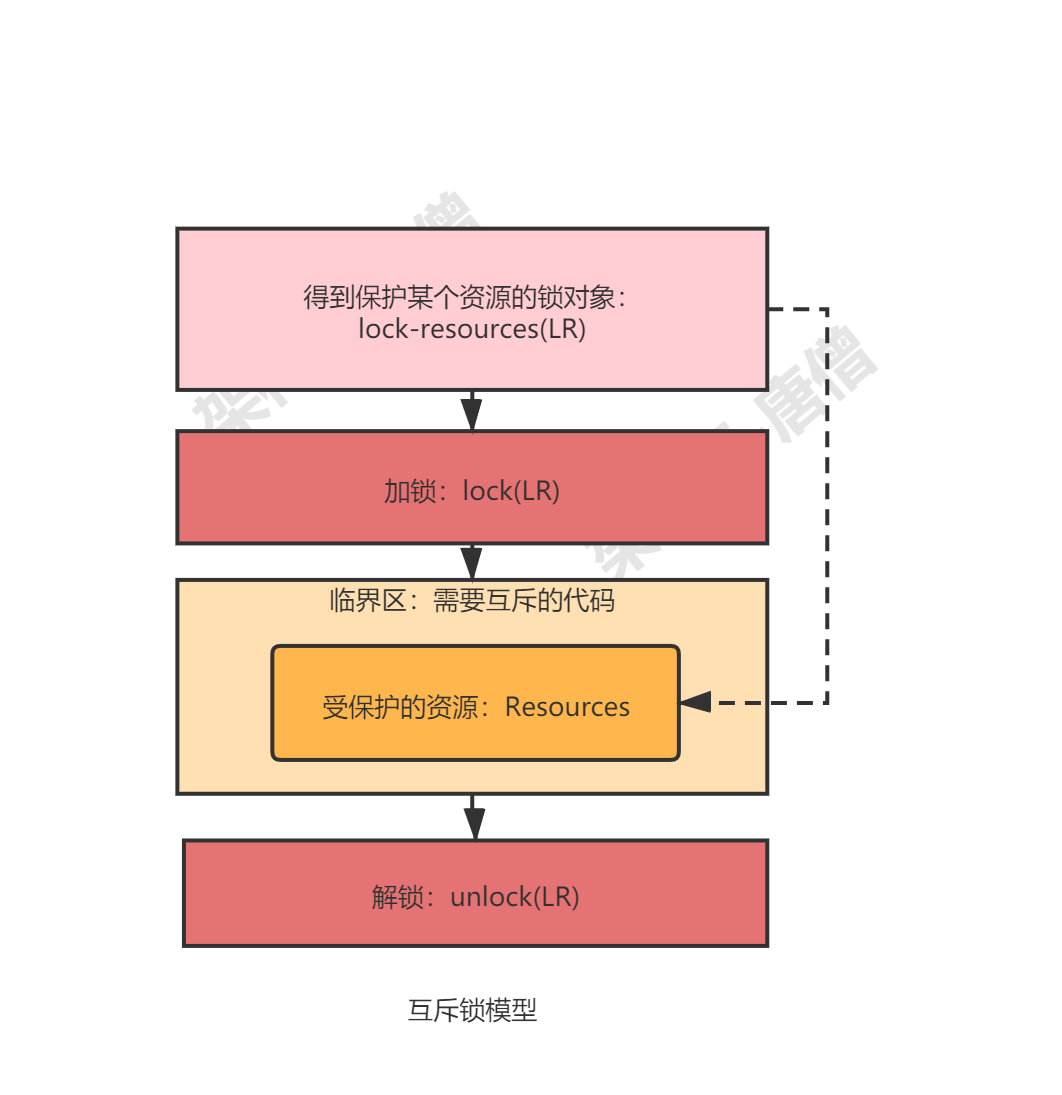 得到保护某个资源的锁对象：
lock-resources(LR)
加锁：lock(LR)
临界区：需要互斥的代码
受保护的资源：Resources
解锁：unlock(LR)
互斥锁模型
唐僧